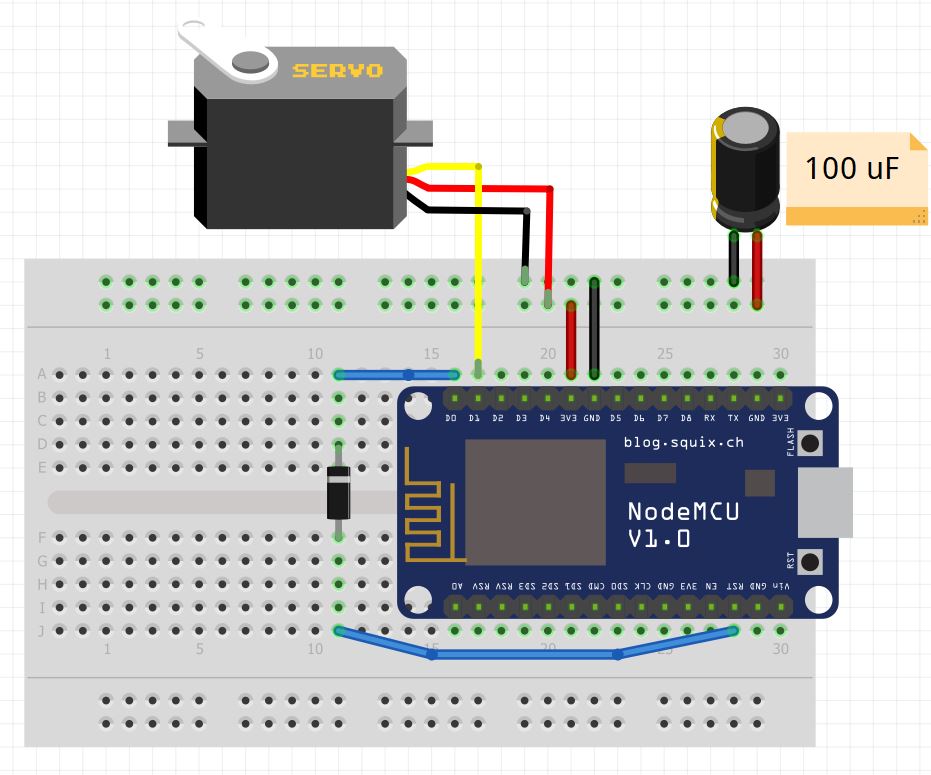 SERVO
100 uF
1 5 10 15 20 25 30
A
B
C
D
E
F
G
H
I
J
D0 D1 D2 D3 D4 3V3 GND D5 D6 D7 D8 RX TX GND 3V3
FLASH
blog.squix.ch
NodeMCU
V1.0
RST
A0 RSV RSV SD3 SD2 SD1 CMD SD0 CLK GND 3V3 EN RST GND Vin
1 5 10 15 20 25 30